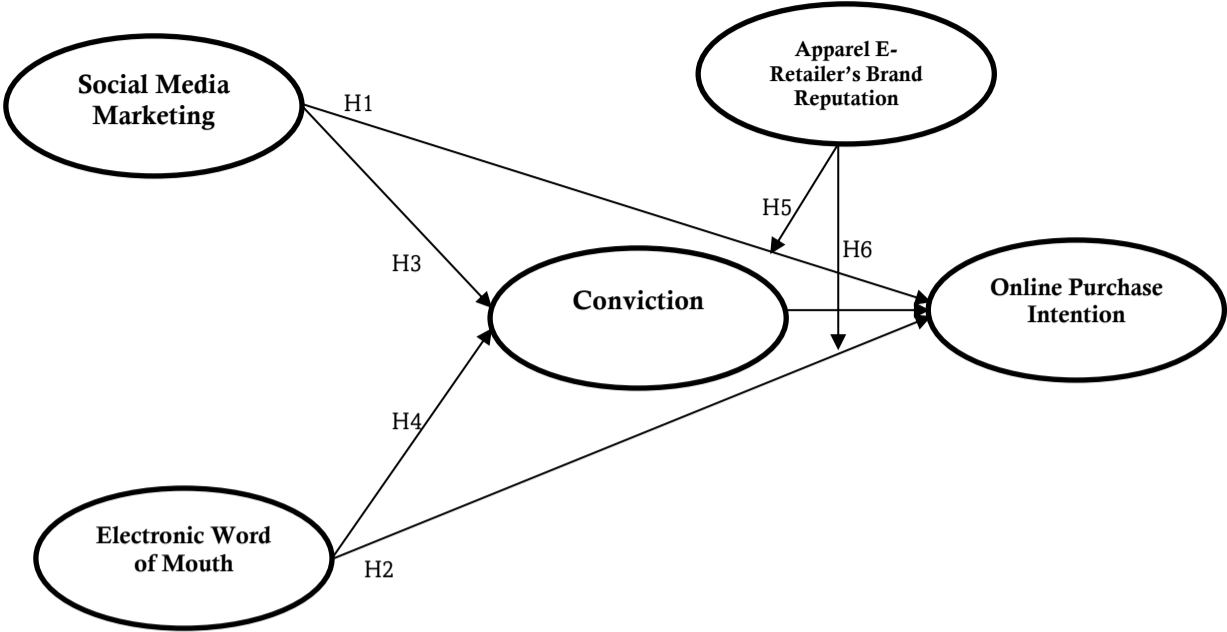 Social Media
Marketing
H1
Apparel E-
Retailer's Brand
Reputation
H5
H6
H3
Conviction
Online Purchase
Intention
H4
Electronic Word
of Mouth
H2